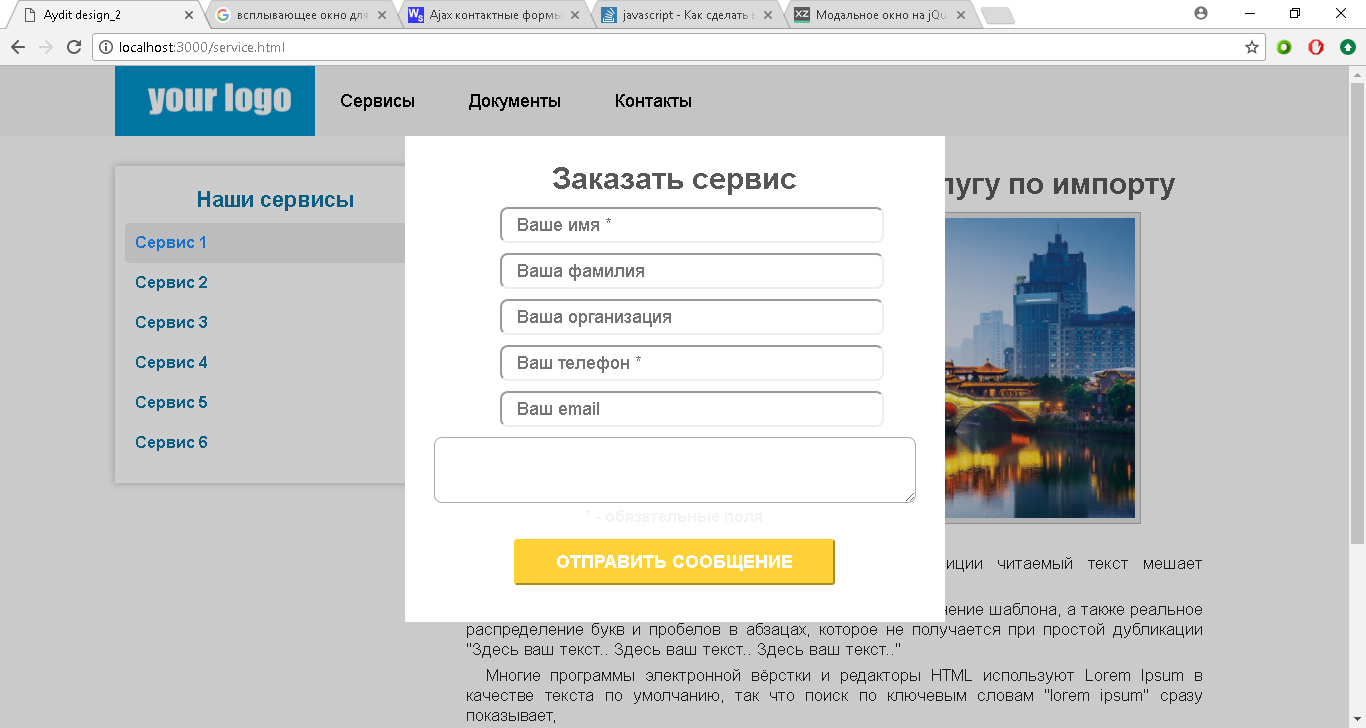 Aydit design_2
всплывающее окно для
Ajax контактные формы
javascript - Как сделать
Модальное окно на jQu
localhost:3000/service.html
your logo
Сервисы
Документы
Контакты
Заказать сервис
лугу по импорту
Наши сервисы
Ваше имя *
Сервис 1
Ваша фамилия
Сервис 2
Ваша организация
Сервис 3
Ваш телефон *
Сервис 4
Ваш email
Сервис 5
Сервис 6
* - обязательные поля
ОТПРАВИТЬ СООБЩЕНИЕ
читаемый текст мешает
шаблона, а также реальное
распределение букв и пробелов в абзацах, которое не получается при простой дубликации
"Здесь ваш текст.. Здесь ваш текст.. Здесь ваш текст.."
Многие программы электронной вёрстки и редакторы HTML используют Lorem Ipsum в
качестве текста по умолчанию, так что поиск по ключевым словам "lorem ipsum" сразу
показывает,